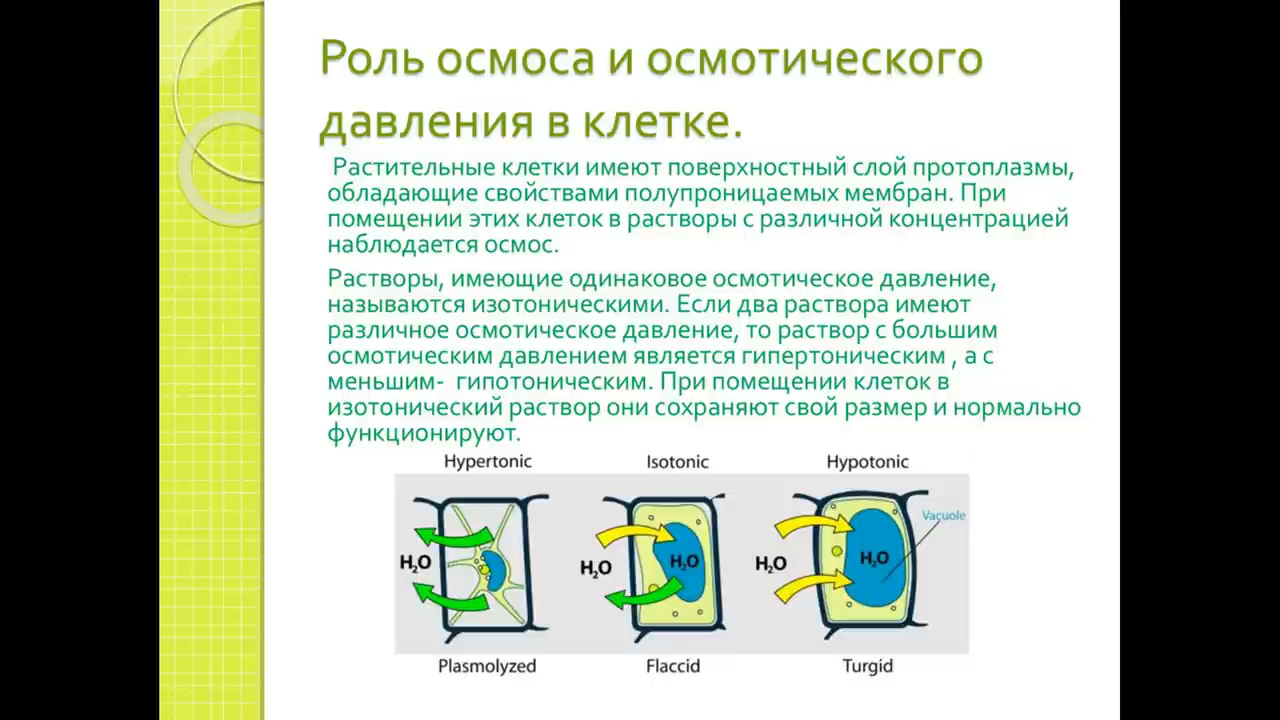 Роль осмоса и осмотического
давления в клетке.
Растительные клетки имеют поверхностный слой протоплазмы,
обладающие свойствами полупроницаемых мембран. При
помещении этих клеток в растворы с различной концентрацией
наблюдается осмос.
Растворы, имеющие одинаковое осмотическое давление,
называются изотоническими. Если два раствора имеют
различное осмотическое давление, то раствор с большим
осмотическим давлением является гипертоническим , а с
меньшим-  гипотоническим. При помещении клеток в
изотонический раствор они сохраняют свой размер и нормально
функционируют.
Hypertonic Isotonic Hypotonic
Vacuole
H₂O H₂O H₂O H₂O H₂O
Plasmolyzed Flaccid Turgid